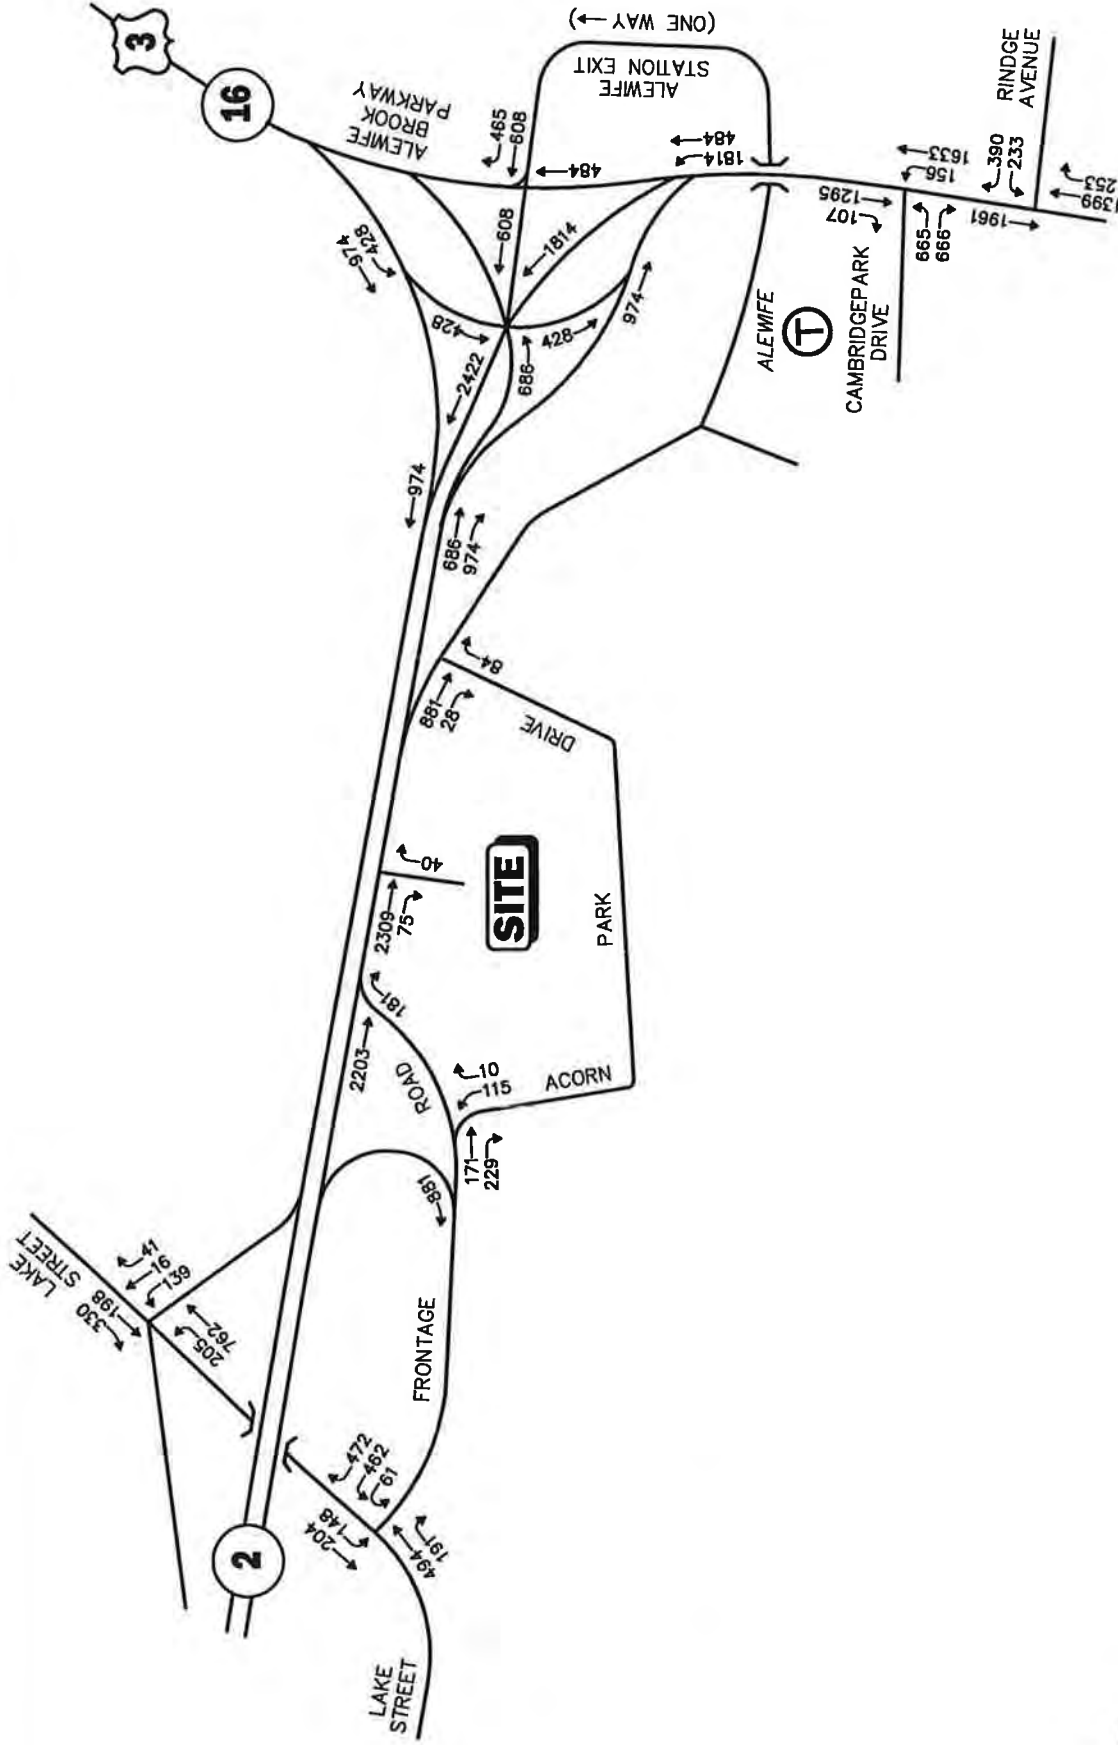 3
16
ALEWIFE
BROOK
PARKWAY
(ONE WAY)
ALEWIFE
STATION EXIT
465
608
484
484
1814
608
1814
974
428
428
2422
686
428
974
974
686
974
RINDGE
AVENUE
390
233
1633
156
1295
107
665
666
1961
253
1399
ALEWIFE
T
CAMBRIDGEPARK
DRIVE
84
881
28
DRIVE
40
2309
75
SITE
PARK
181
2203
ROAD
10
115
ACORN
171
229
881
LAKE
STREET
41
16
139
198
330
205
762
FRONTAGE
472
462
61
148
204
191
494
2
LAKE
STREET